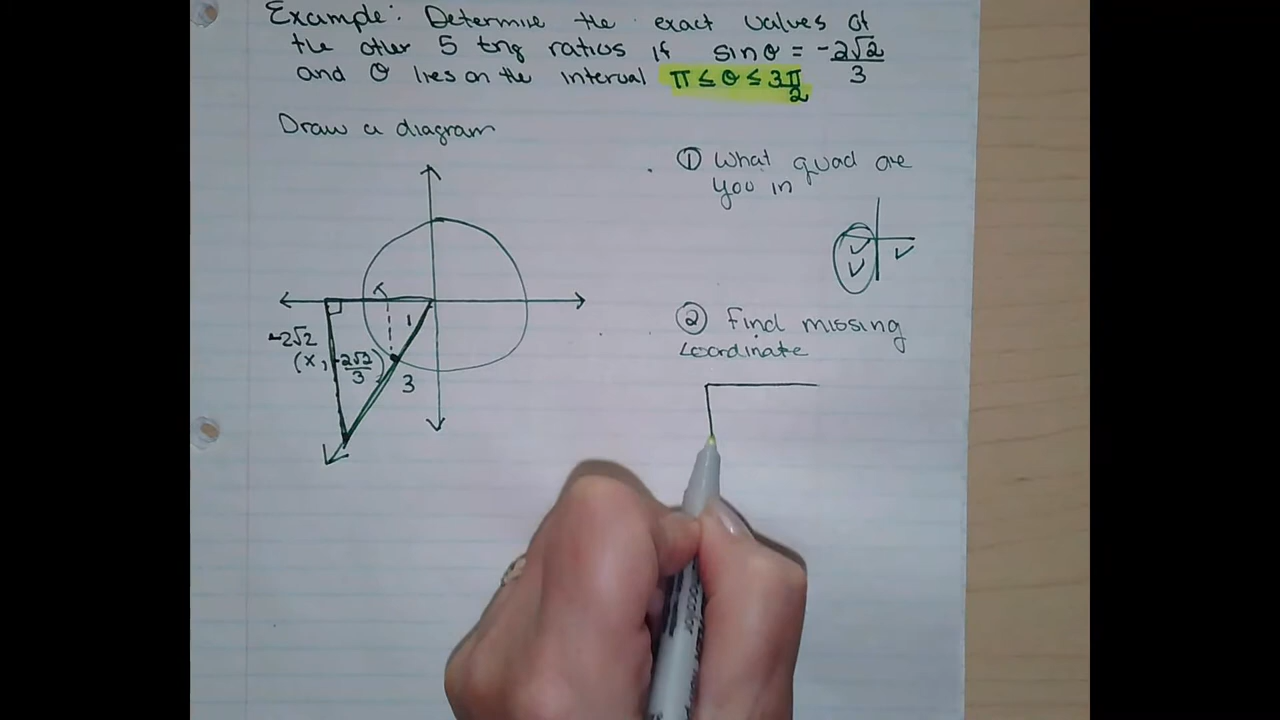 Example: Determine the exact values of
the other 5 trig ratios if sinθ = -2√2/3
and θ lies on the interval π ≤ θ ≤ 3π/2
Draw a diagram
① What quad are
you in
② Find missing
coordinate
1
-2√2
(x, -2√2/3)
3